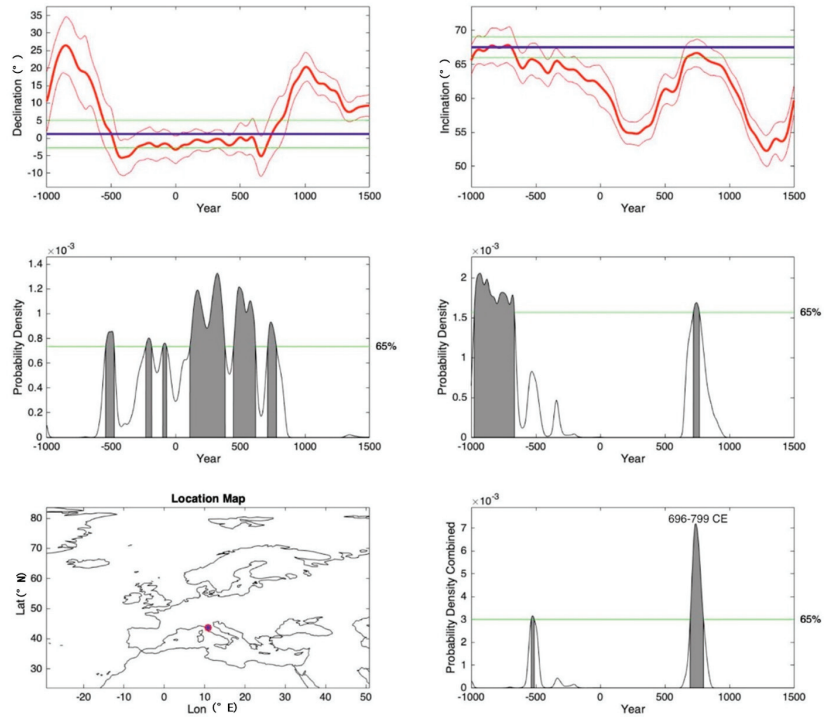 35
30
25
20
15
10
5
0
-5
-10
Declination (°)
-1000 -500 0 500 1000 1500
Year
70
65
60
55
50
Inclination (°)
-1000 -500 0 500 1000 1500
Year
×10⁻³
1.4
1.2
1
0.8
0.6
0.4
0.2
0
Probability Density
65%
-1000 -500 0 500 1000 1500
Year
×10⁻³
2
1.5
1
0.5
0
Probability Density
65%
-1000 -500 0 500 1000 1500
Year
Location Map
80
70
60
50
40
30
Lat(° N)
-20 -10 0 10 20 30 40 50
Lon (° E)
×10⁻³
696-799 CE
7
6
5
4
3
2
1
0
Probability Density Combined
65%
-1000 -500 0 500 1000 1500
Year